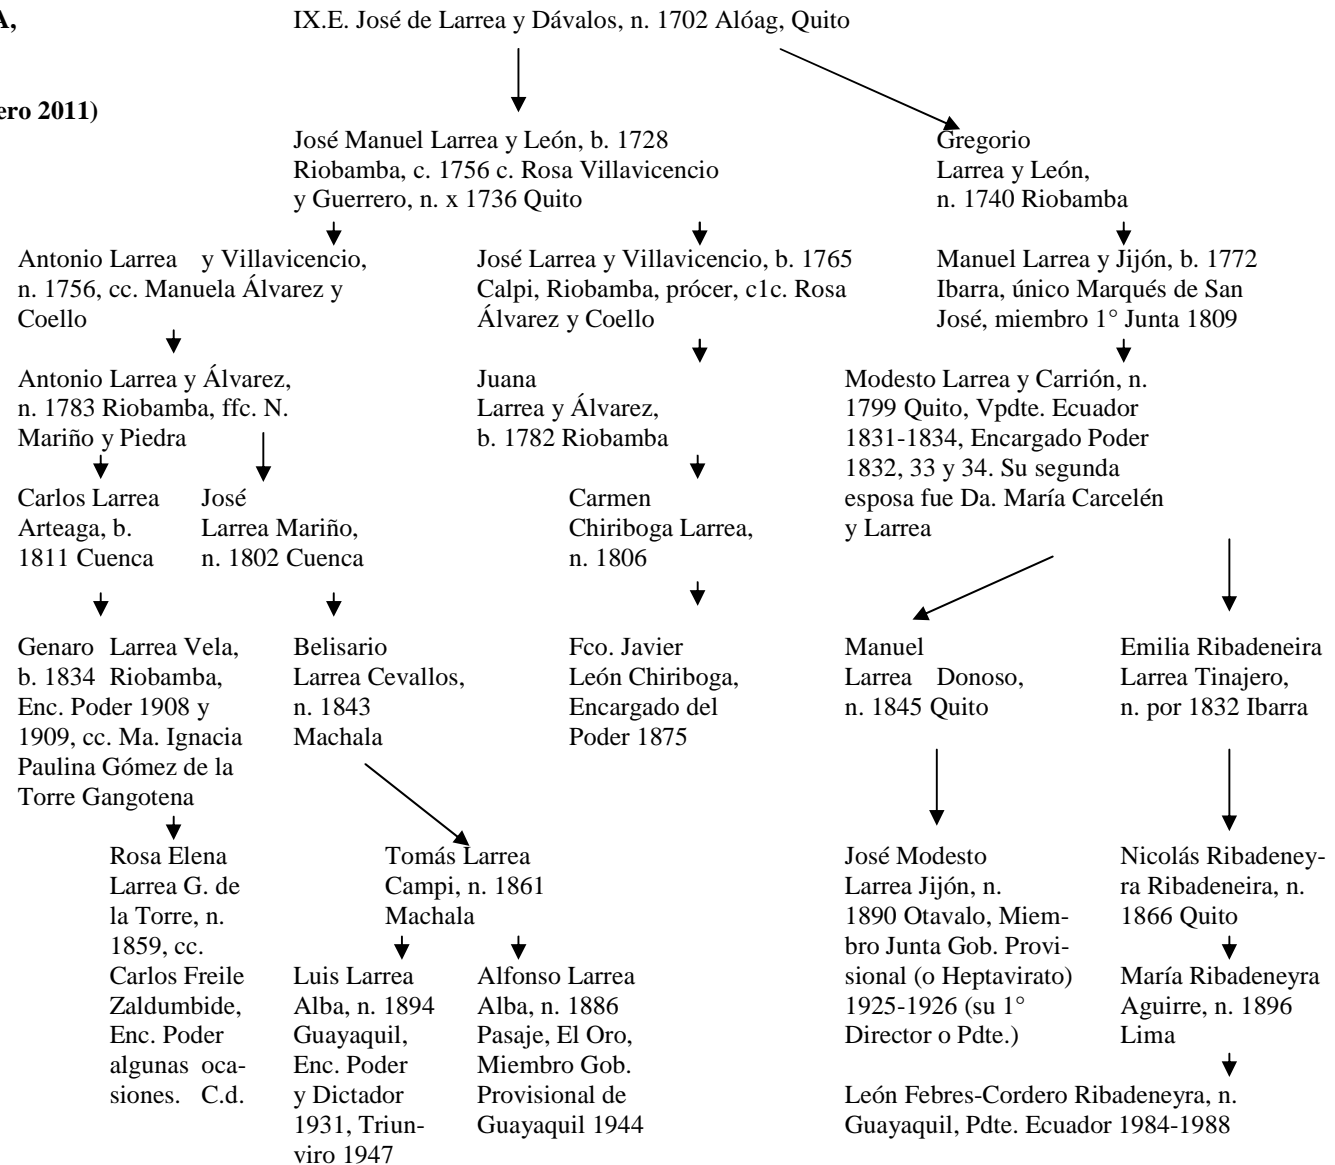 A,
IX.E. José de Larrea y Dávalos, n. 1702 Alóag, Quito
ero 2011)
José Manuel Larrea y León, b. 1728
Riobamba, c. 1756 c. Rosa Villavicencio
y Guerrero, n. x 1736 Quito
Gregorio
Larrea y León,
n. 1740 Riobamba
Antonio Larrea y Villavicencio,
n. 1756, cc. Manuela Álvarez y
Coello
José Larrea y Villavicencio, b. 1765
Calpi, Riobamba, prócer, c1c. Rosa
Álvarez y Coello
Manuel Larrea y Jijón, b. 1772
Ibarra, único Marqués de San
José, miembro 1° Junta 1809
Antonio Larrea y Álvarez,
n. 1783 Riobamba, ffc. N.
Mariño y Piedra
Juana
Larrea y Álvarez,
b. 1782 Riobamba
Modesto Larrea y Carrión, n.
1799 Quito, Vpdte. Ecuador
1831-1834, Encargado Poder
1832, 33 y 34. Su segunda
esposa fue Da. María Carcelén
y Larrea
Carlos Larrea
Arteaga, b.
1811 Cuenca
José
Larrea Mariño,
n. 1802 Cuenca
Carmen
Chiriboga Larrea,
n. 1806
Genaro Larrea Vela,
b. 1834 Riobamba,
Enc. Poder 1908 y
1909, cc. Ma. Ignacia
Paulina Gómez de la
Torre Gangotena
Belisario
Larrea Cevallos,
n. 1843
Machala
Fco. Javier
León Chiriboga,
Encargado del
Poder 1875
Manuel
Larrea Donoso,
n. 1845 Quito
Emilia Ribadeneira
Larrea Tinajero,
n. por 1832 Ibarra
Rosa Elena
Larrea G. de
la Torre, n.
1859, cc.
Carlos Freile
Zaldumbide,
Enc. Poder
algunas oca-
siones. C.d.
Tomás Larrea
Campi, n. 1861
Machala
José Modesto
Larrea Jijón, n.
1890 Otavalo, Miem-
bro Junta Gob. Provi-
sional (o Heptavirato)
1925-1926 (su 1°
Director o Pdte.)
Nicolás Ribadeney-
ra Ribadeneira, n.
1866 Quito
Luis Larrea
Alba, n. 1894
Guayaquil,
Enc. Poder
y Dictador
1931, Triun-
viro 1947
Alfonso Larrea
Alba, n. 1886
Pasaje, El Oro,
Miembro Gob.
Provisional de
Guayaquil 1944
María Ribadeneyra
Aguirre, n. 1896
Lima
León Febres-Cordero Ribadeneyra, n.
Guayaquil, Pdte. Ecuador 1984-1988